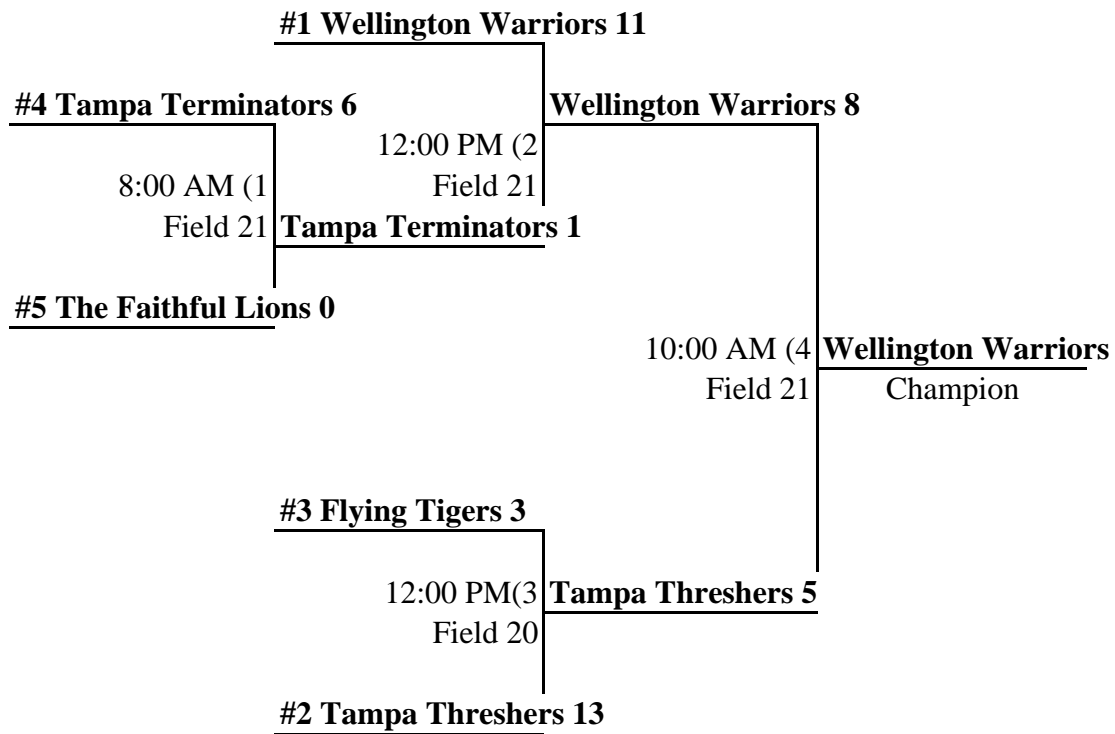 #1 Wellington Warriors 11
#4 Tampa Terminators 6
Wellington Warriors 8
12:00 PM (2
8:00 AM (1
Field 21
Field 21
Tampa Terminators 1
#5 The Faithful Lions 0
10:00 AM (4
Wellington Warriors
Field 21
Champion
#3 Flying Tigers 3
12:00 PM(3
Tampa Threshers 5
Field 20
#2 Tampa Threshers 13